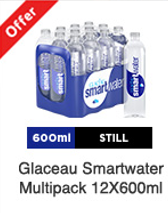 Offer
smartwater
smartwater
600ml STILL
Glaceau Smartwater
Multipack 12X600ml